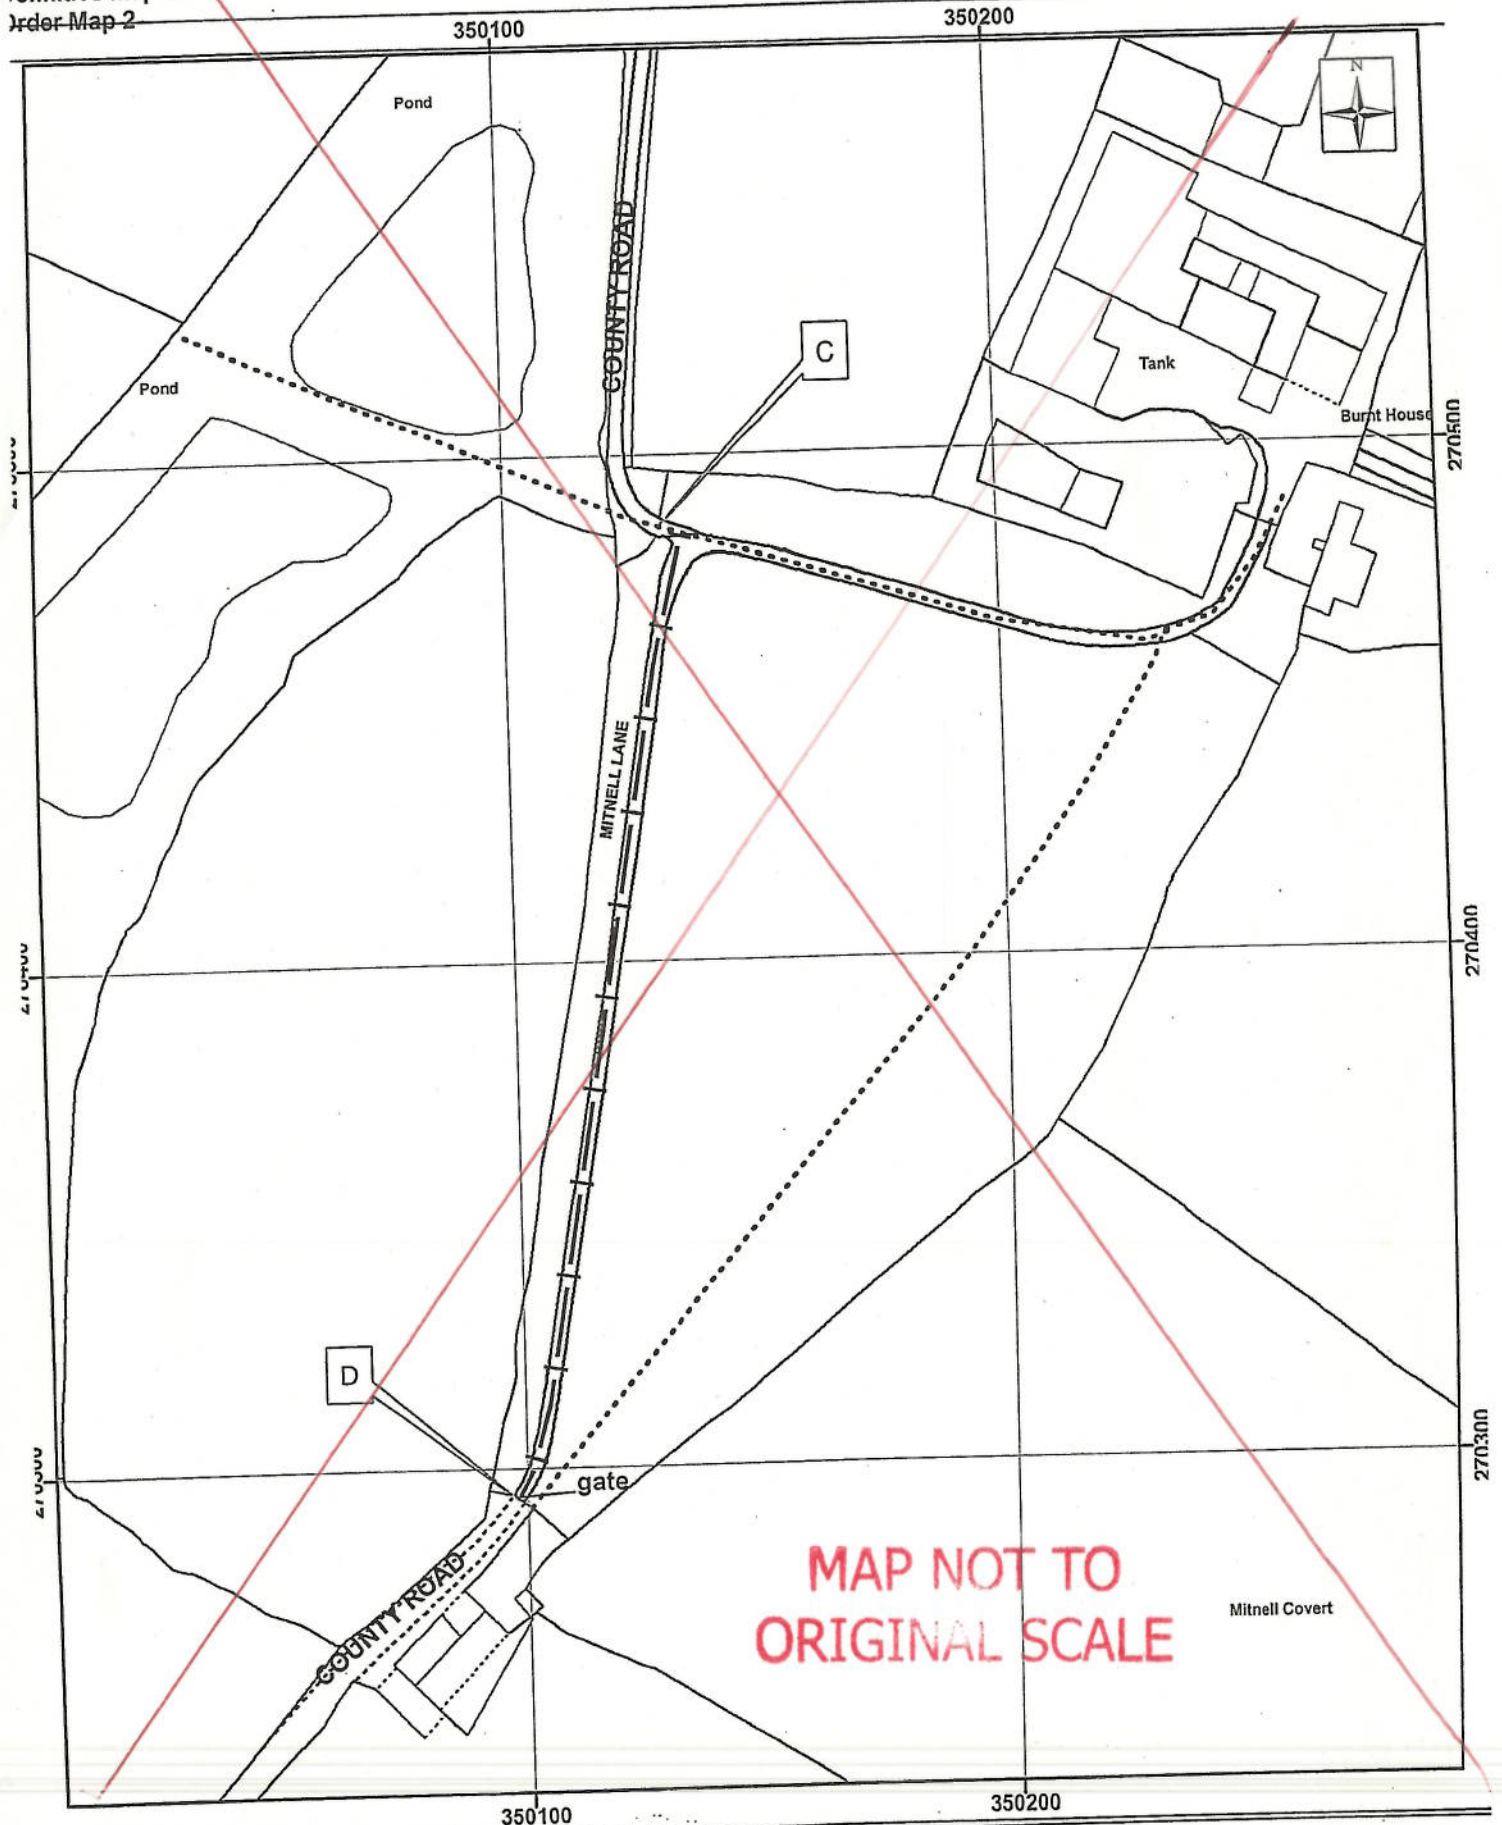 Order Map 2
350100
350200
N
Pond
COUNTY ROAD
C
Tank
Pond
Burnt House
270500
MITNELL LANE
270400
D
gate
270300
COUNTY ROAD
MAP NOT TO
ORIGINAL SCALE
Mitnell Covert
350100
350200